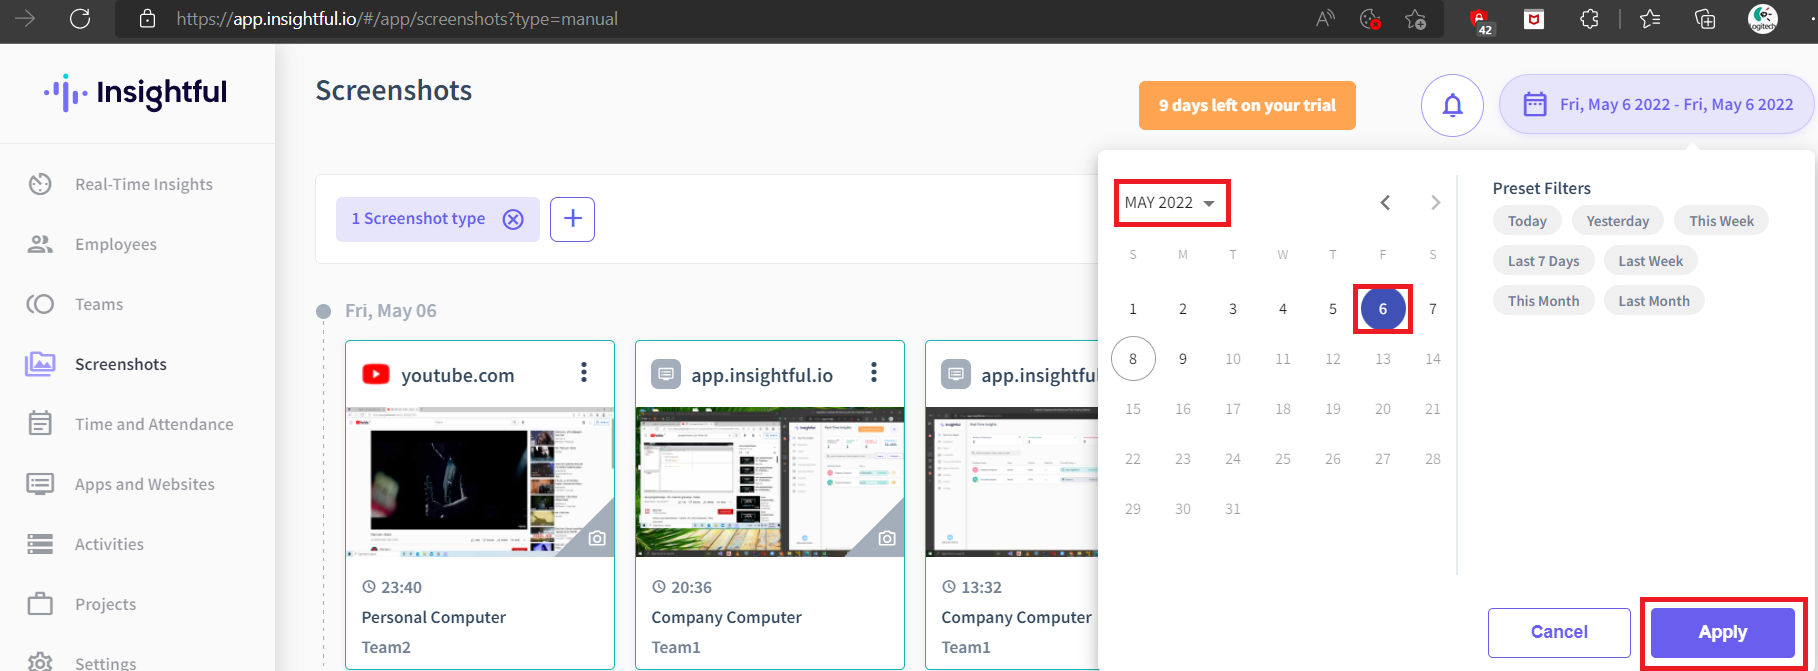 https://app.insightful.io/#/app/screenshots?type=manual
42
Logitech
Insightful
Real-Time Insights
Employees
Teams
Screenshots
Time and Attendance
Apps and Websites
Activities
Projects
Settings
Screenshots
9 days left on your trial
Fri, May 6 2022 - Fri, May 6 2022
1 Screenshot type
Fri, May 06
youtube.com
23:40
Personal Computer
Team2
app.insightful.io
20:36
Company Computer
Team1
app.insightful
13:32
Company Computer
Team1
MAY 2022
S M T W T F S
1 2 3 4 5 6 7
8 9 10 11 12 13 14
15 16 17 18 19 20 21
22 23 24 25 26 27 28
29 30 31
Preset Filters
Today Yesterday This Week
Last 7 Days Last Week
This Month Last Month
Cancel Apply